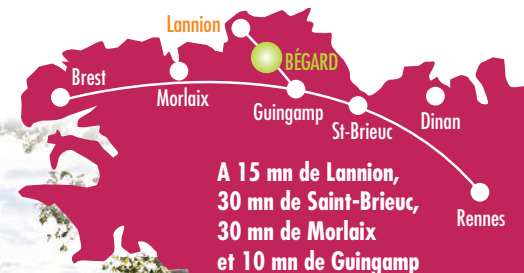 Lannion
BÉGARD
Brest
Morlaix
Guingamp
St-Brieuc
Dinan
Rennes
A 15 mn de Lannion,
30 mn de Saint-Brieuc,
30 mn de Morlaix
et 10 mn de Guingamp